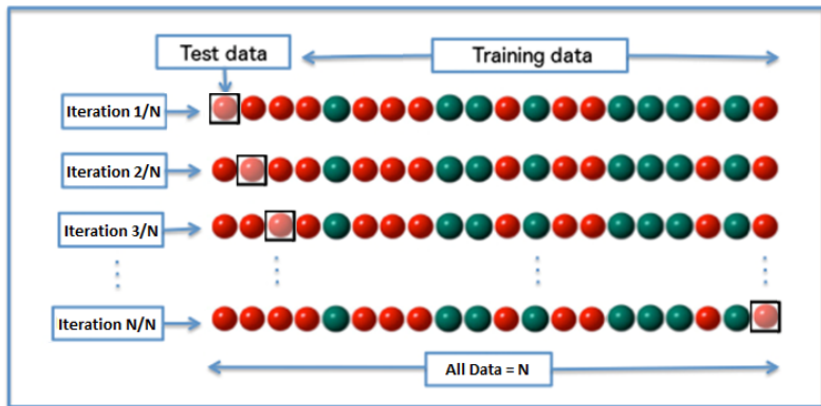 Test data
Training data
Iteration 1/N
Iteration 2/N
Iteration 3/N
Iteration N/N
All Data = N